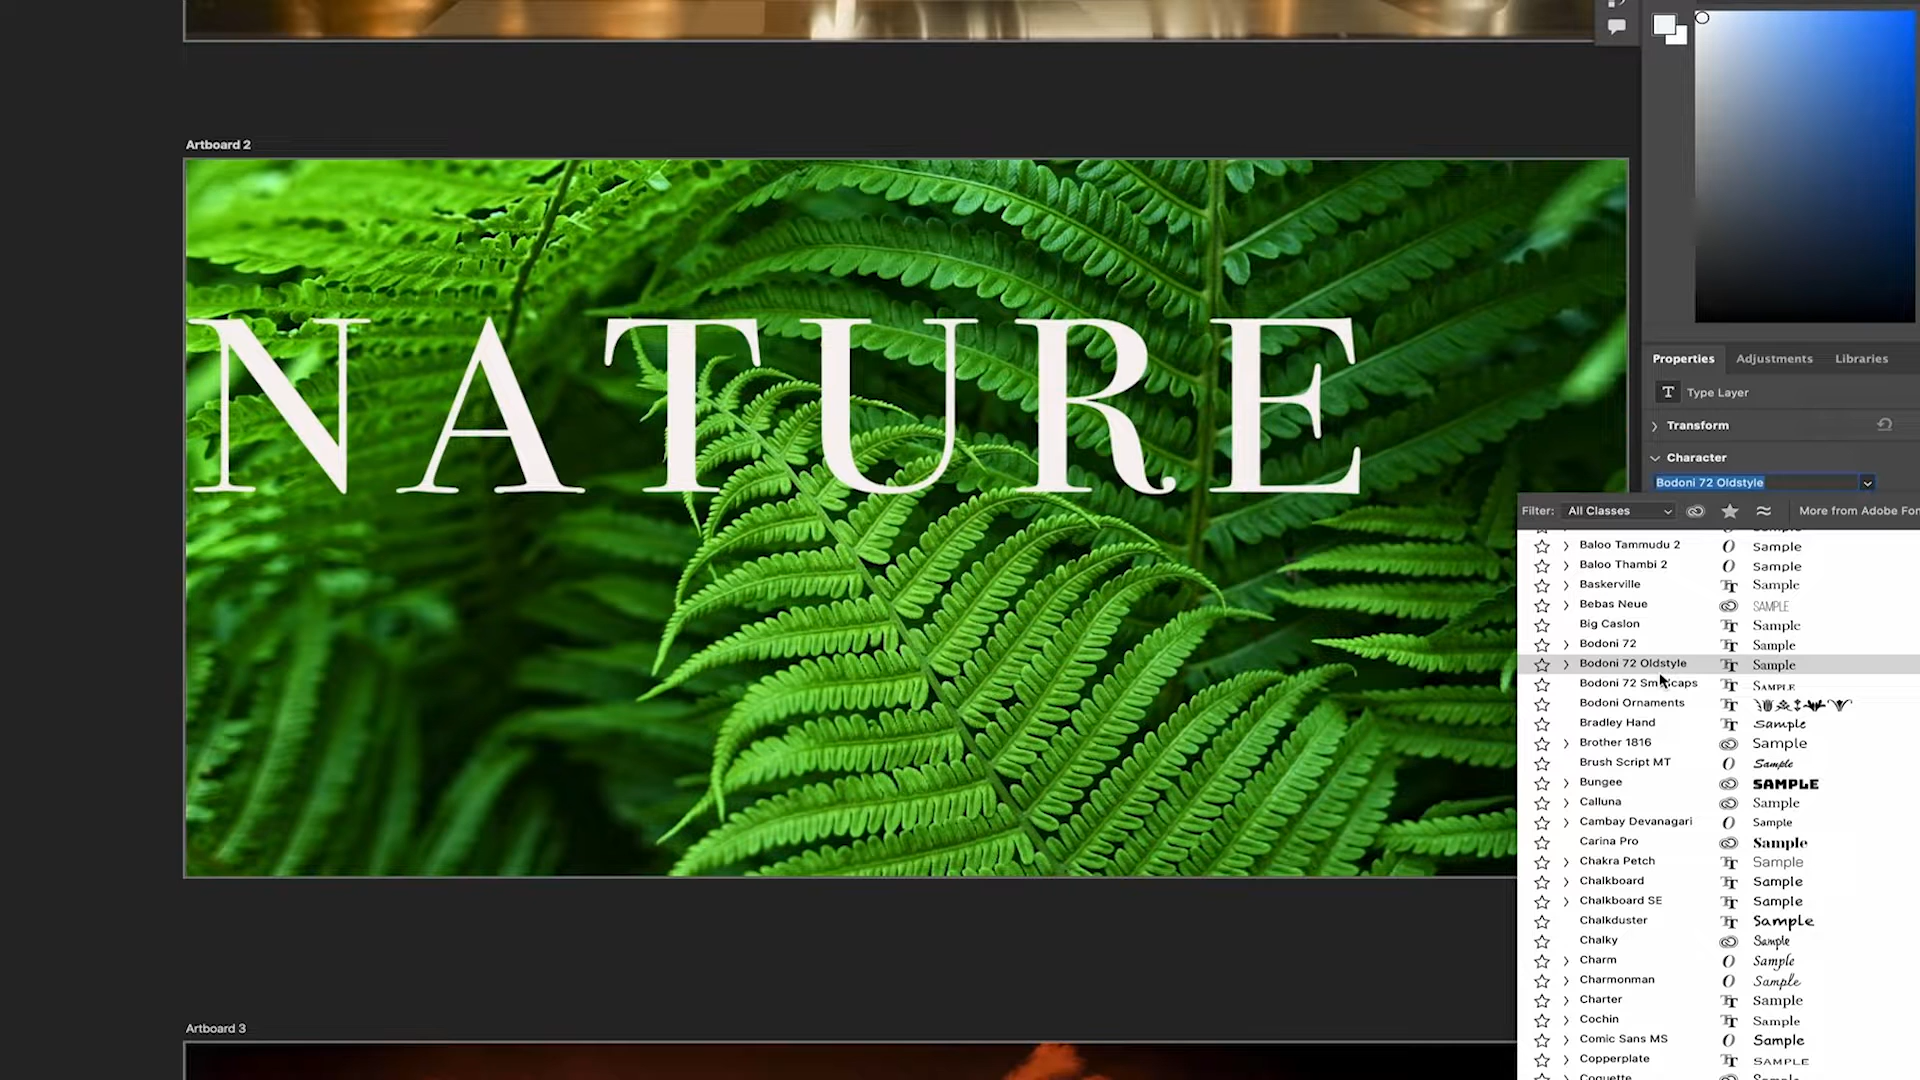 Artboard 2
NATURE
Properties Adjustments Libraries
T Type Layer
Transform
Character
Bodoni 72 Oldstyle
Filter: All Classes More from Adobe Fon
Baloo Tammudu 2 Sample
Baloo Thambi 2 Sample
Baskerville Sample
Bebas Neue SAMPLE
Big Caslon Sample
Bodoni 72 Sample
Bodoni 72 Oldstyle Sample
Bodoni 72 Smallcaps SAMPLE
Bodoni Ornaments
Bradley Hand Sample
Brother 1816 Sample
Brush Script MT Sample
Bungee SAMPLE
Calluna Sample
Cambay Devanagari Sample
Carina Pro Sample
Chakra Petch Sample
Chalkboard Sample
Chalkboard SE Sample
Chalkduster Sample
Chalky Sample
Charm Sample
Charmonman Sample
Charter Sample
Cochin Sample
Comic Sans MS Sample
Copperplate SAMPLE
Coquette Sample
Artboard 3